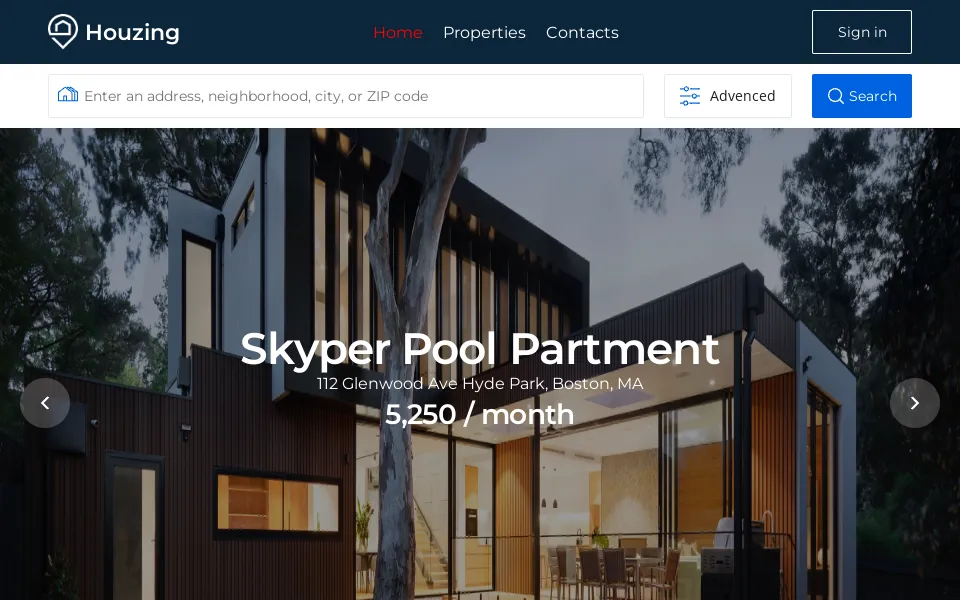 Houzing
Home Properties Contacts
Sign in
Enter an address, neighborhood, city, or ZIP code
Advenced
Search
Skyper Pool Partment
112 Glenwood Ave Hyde Park, Boston, MA
5,250 / month